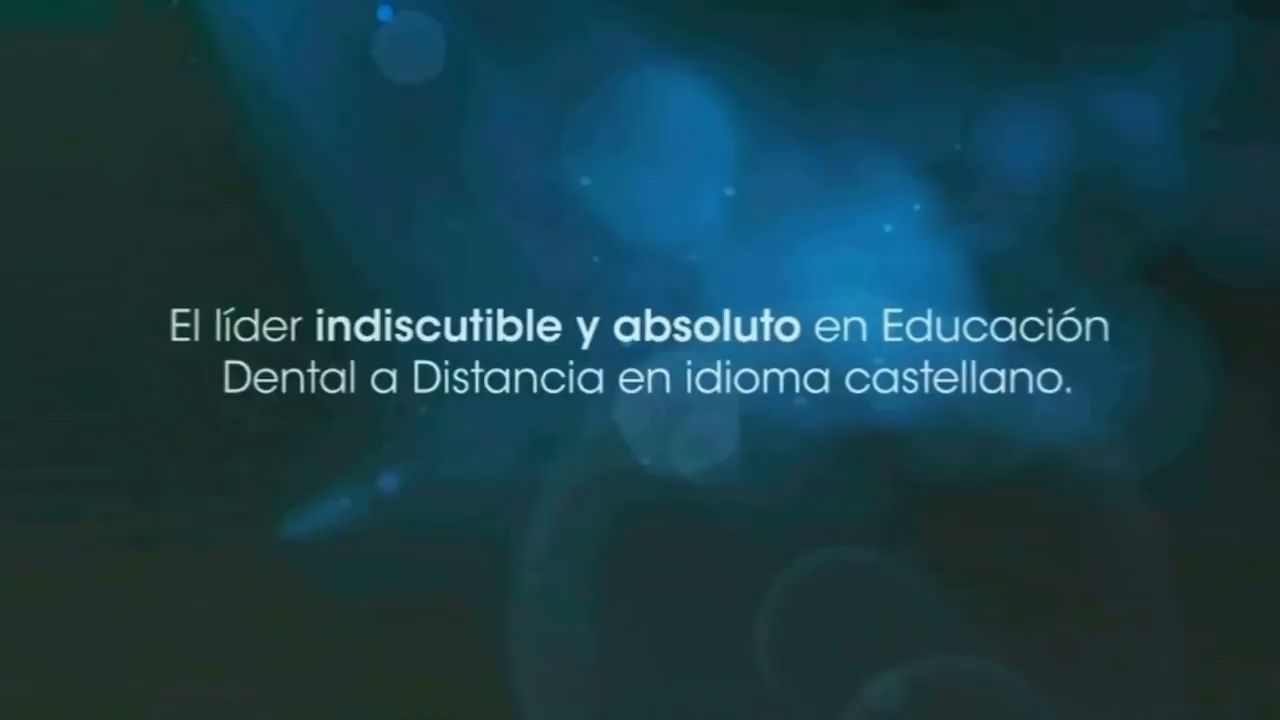 El líder indiscutible y absoluto en Educación
Dental a Distancia en idioma castellano.